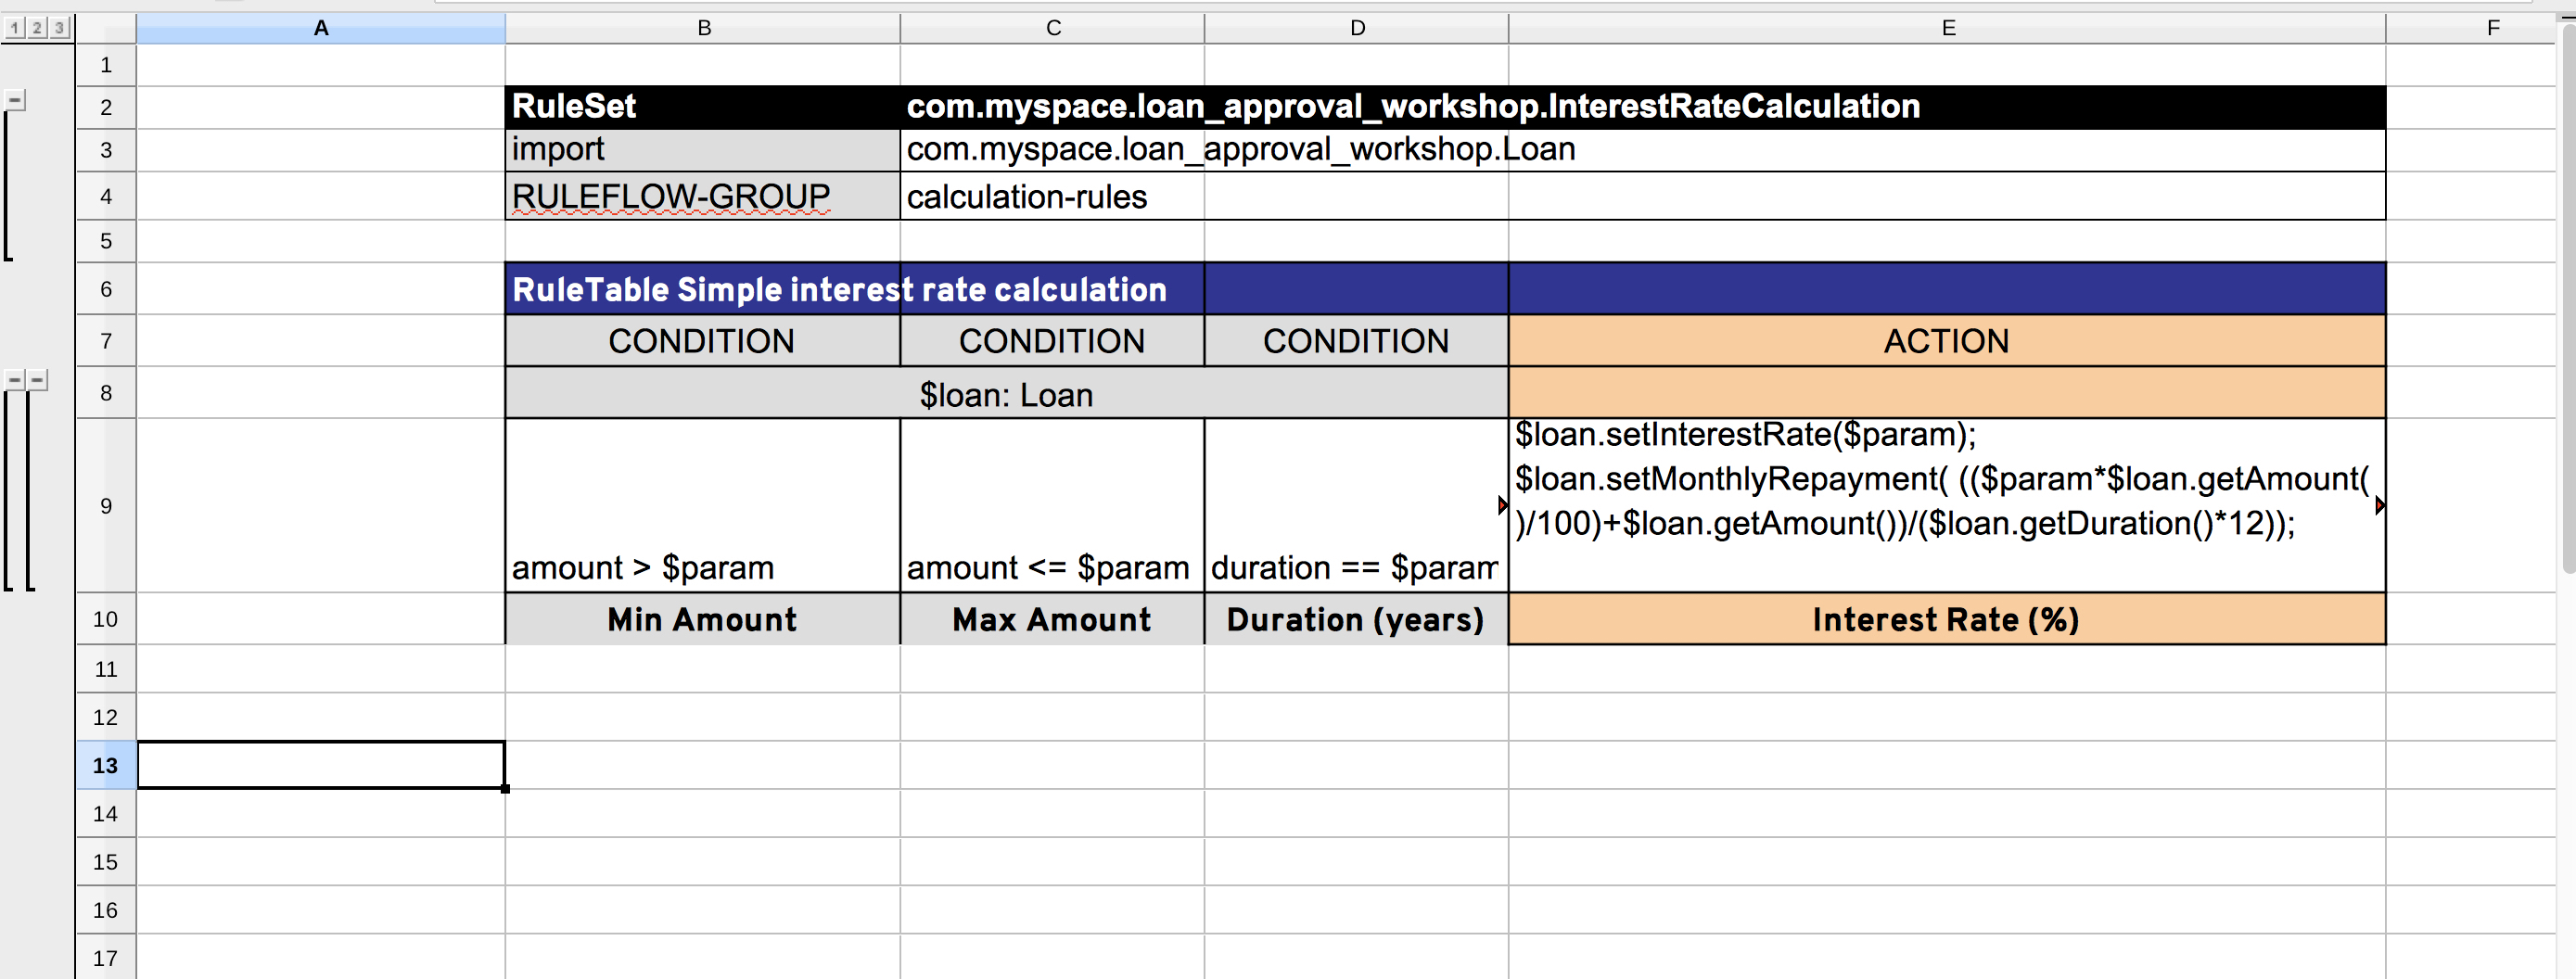 1 2 3
A B C D E F
1
2 RuleSet com.myspace.loan_approval_workshop.InterestRateCalculation
3 import com.myspace.loan_approval_workshop.Loan
4 RULEFLOW-GROUP calculation-rules
5
6 RuleTable Simple interest rate calculation
7 CONDITION CONDITION CONDITION ACTION
8 $loan: Loan
9 amount > $param amount <= $param duration == $param
$loan.setInterestRate($param);
$loan.setMonthlyRepayment( (($param*$loan.getAmount(
)/100)+$loan.getAmount())/($loan.getDuration()*12));
10 Min Amount Max Amount Duration (years) Interest Rate (%)
11
12
13
14
15
16
17